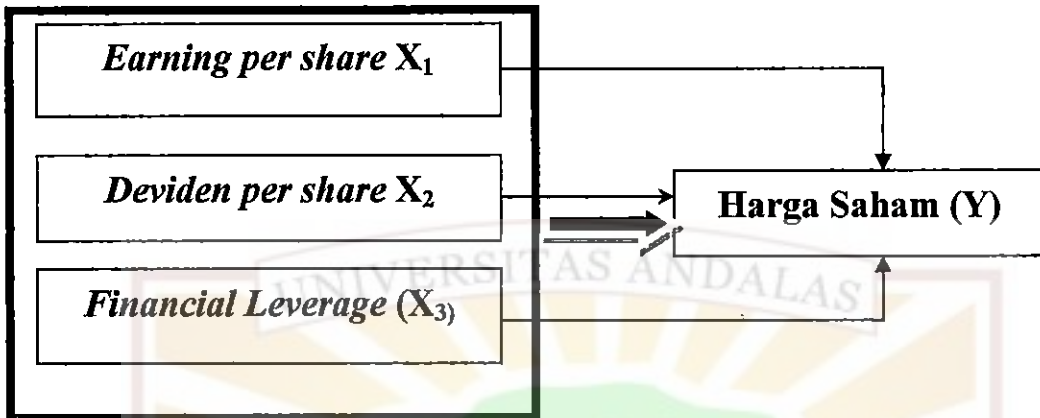 Earning per share X₁
Deviden per share X₂
Harga Saham (Y)
UNIVERSITAS ANDALAS
Financial Leverage (X₃)